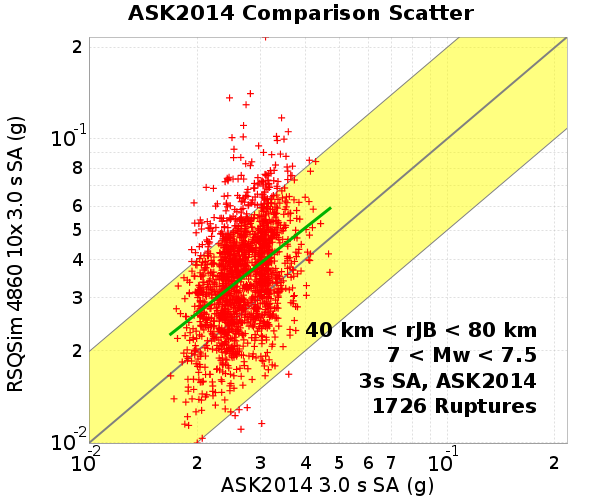 ASK2014 Comparison Scatter
RSQSim 4860 10x 3.0 s SA (g)
2
10-1
8
6
5
4
3
2
10-2
40 km < rJB < 80 km
7 < Mw < 7.5
3s SA, ASK2014
1726 Ruptures
10-2 2 3 4 5 6 7 10-1 2
ASK2014 3.0 s SA (g)